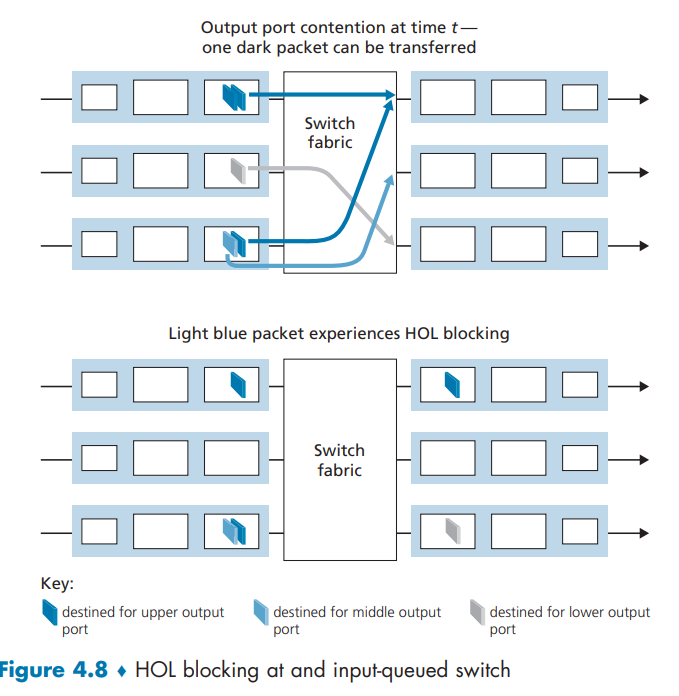 Output port contention at time t—
one dark packet can be transferred
Switch
fabric
Light blue packet experiences HOL blocking
Switch
fabric
Key:
destined for upper output
port
destined for middle output
port
destined for lower output
port
Figure 4.8 ♦ HOL blocking at and input-queued switch